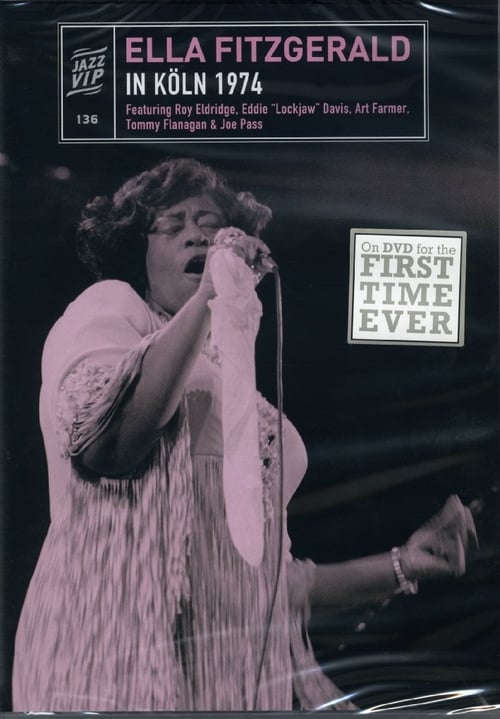 JAZZ
VIP
136
ELLA FITZGERALD
IN KÖLN 1974
Featuring Roy Eldridge, Eddie "Lockjaw" Davis, Art Farmer,
Tommy Flanagan & Joe Pass
On DVD for the
FIRST
TIME
EVER